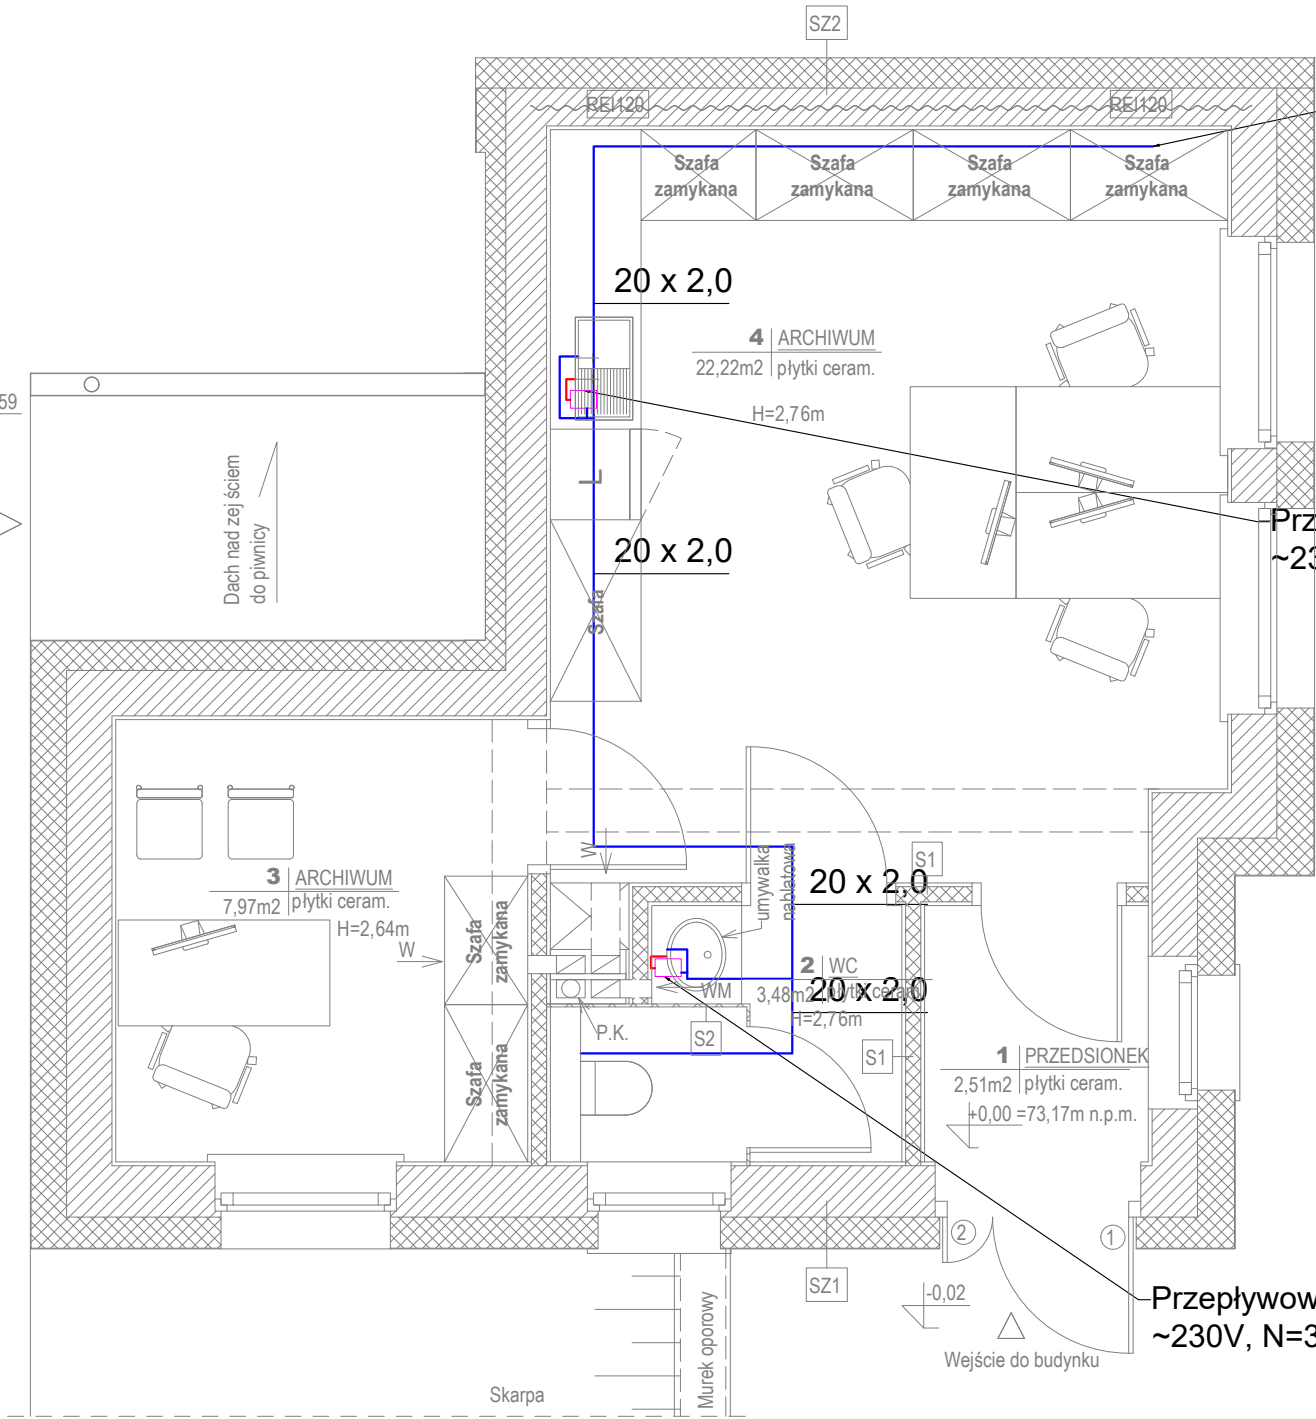 SZ2
REI120
REI120
Szafa
zamykana
Szafa
zamykana
Szafa
zamykana
Szafa
zamykana
20 x 2,0
4 ARCHIWUM
22,22m2 płytki ceram.
H=2,76m
59
Dach nad zej ściem
do piwnicy
L
Prz
~23
20 x 2,0
Szafa
3 ARCHIWUM
7,97m2 płytki ceram.
H=2,64m
W
W
Szafa
zamykana
Szafa
zamykana
umywalka
nablatowa
20 x 2,0
S1
2 WC
3,48m2 płytki ceram.
20 x 2,0
H=2,76m
WM
P.K.
S2
S1
1 PRZEDSIONEK
2,51m2 płytki ceram.
+0,00 =73,17m n.p.m.
2
1
SZ1
-0,02
Wejście do budynku
Przepływow
~230V, N=3
Murek oporowy
Skarpa